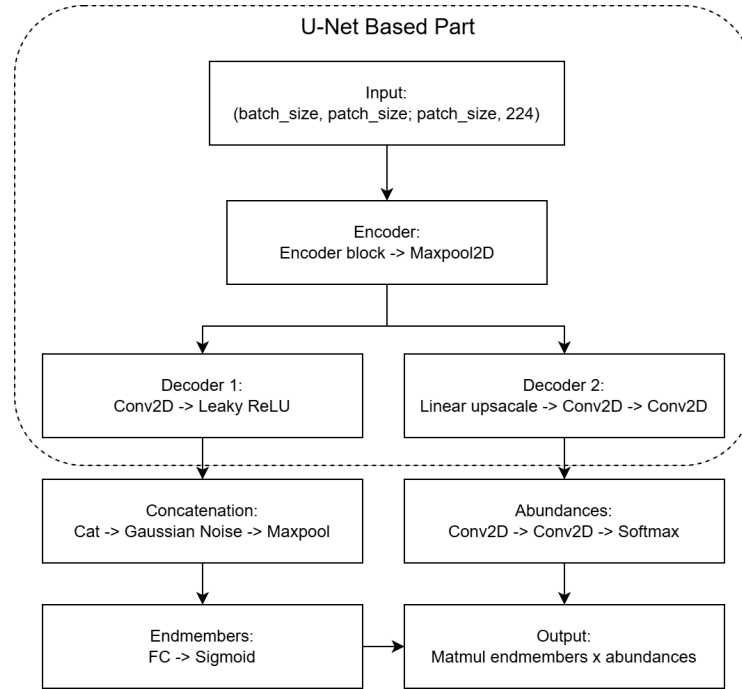 U-Net Based Part
Input:
(batch_size, patch_size; patch_size, 224)
Encoder:
Encoder block -> Maxpool2D
Decoder 1:
Conv2D -> Leaky ReLU
Decoder 2:
Linear upsacale -> Conv2D -> Conv2D
Concatenation:
Cat -> Gaussian Noise -> Maxpool
Abundances:
Conv2D -> Conv2D -> Softmax
Endmembers:
FC -> Sigmoid
Output:
Matmul endmembers x abundances